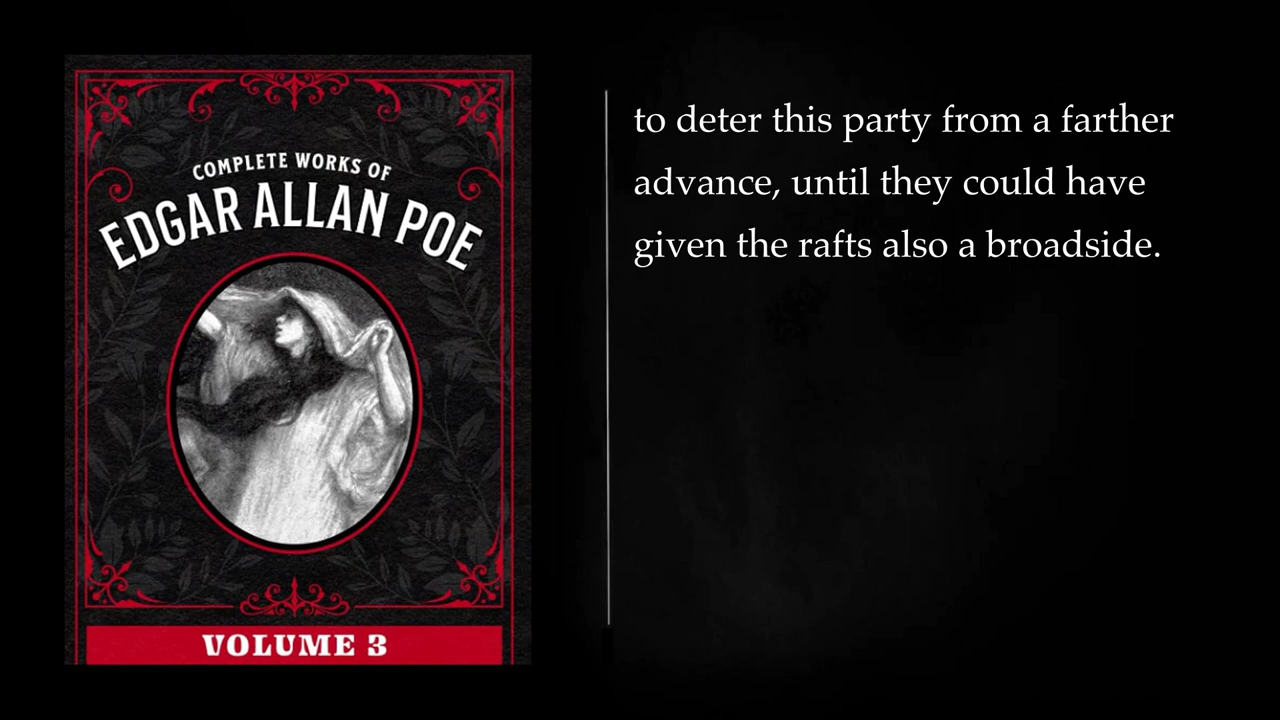 COMPLETE WORKS OF
EDGAR ALLAN POE
VOLUME 3
to deter this party from a farther
advance, until they could have
given the rafts also a broadside.